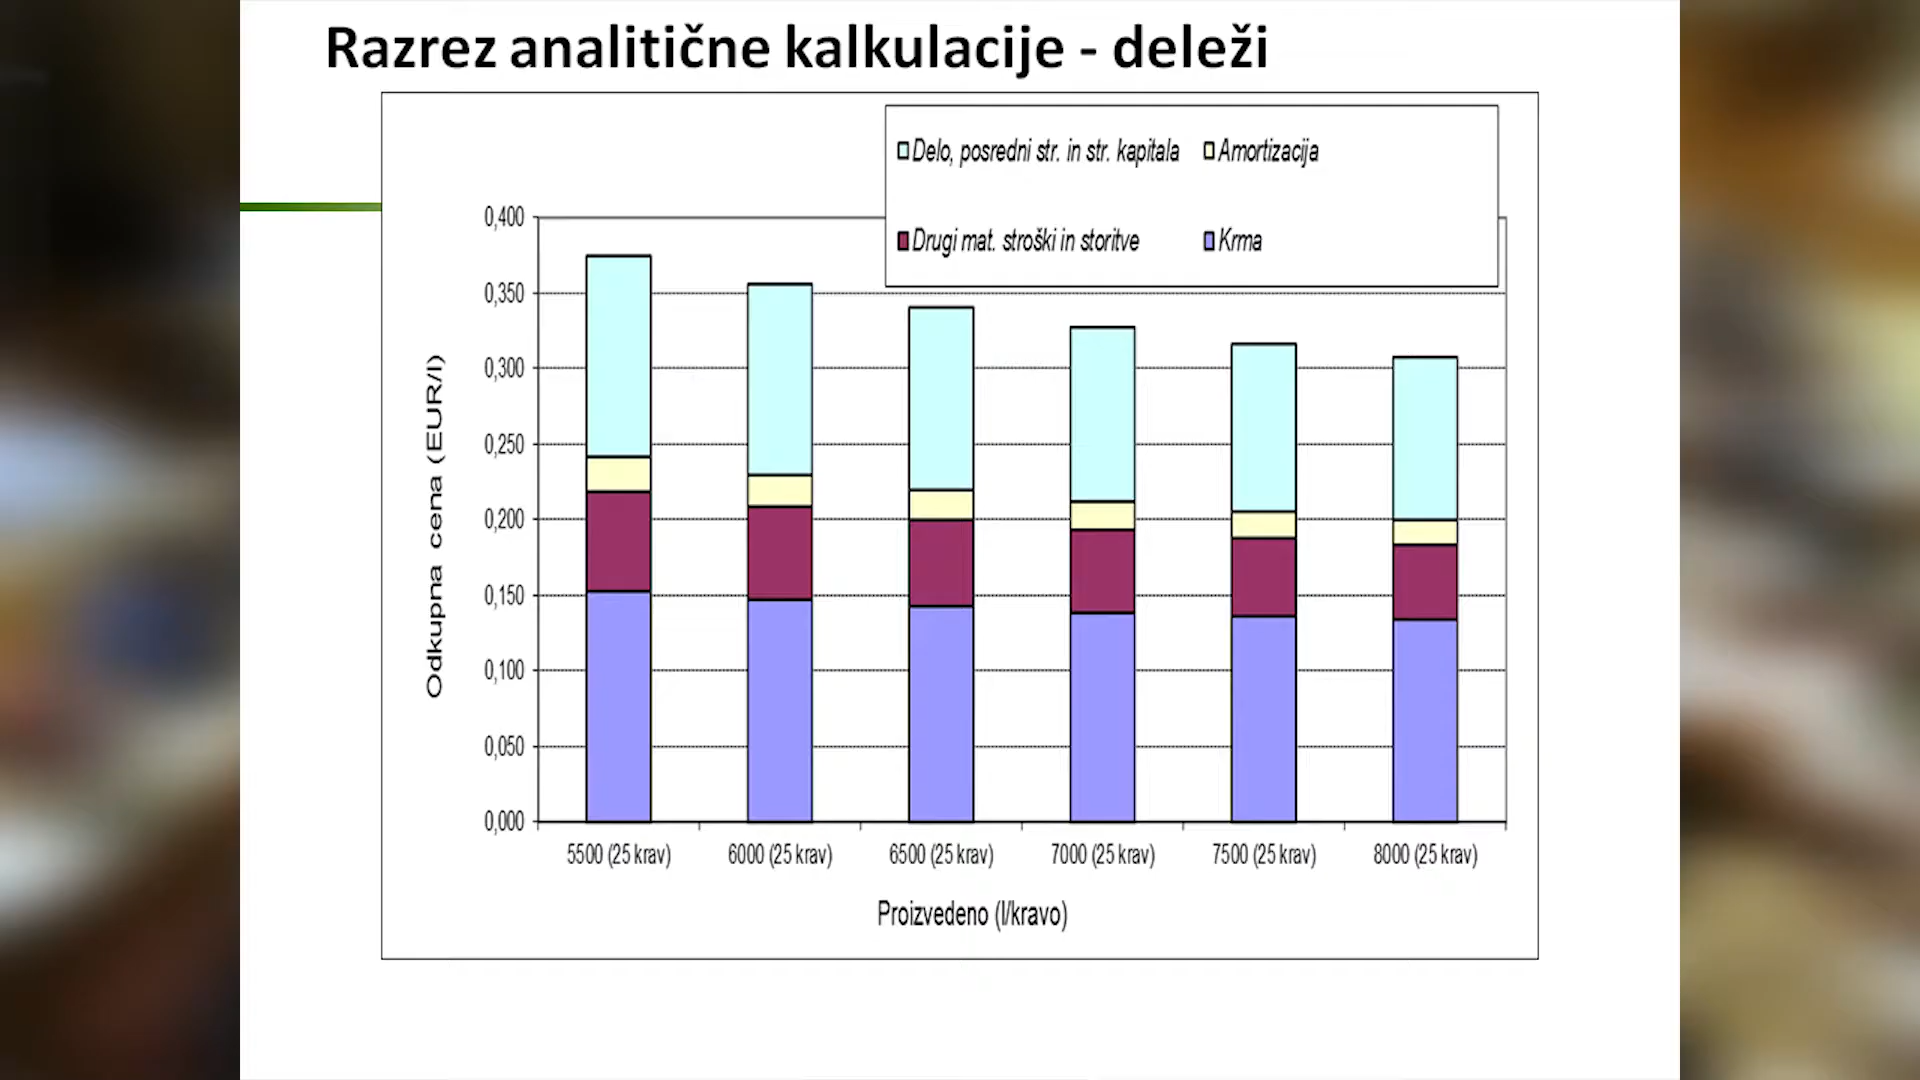 Razrez analitične kalkulacije - deleži
Delo, posredni str. in str. kapitala
Amortizacija
Drugi mat. stroški in storitve
Krma
Odkupna cena (EUR/l)
0,400
0,350
0,300
0,250
0,200
0,150
0,100
0,050
0,000
5500 (25 krav)
6000 (25 krav)
6500 (25 krav)
7000 (25 krav)
7500 (25 krav)
8000 (25 krav)
Proizvedeno (l/kravo)